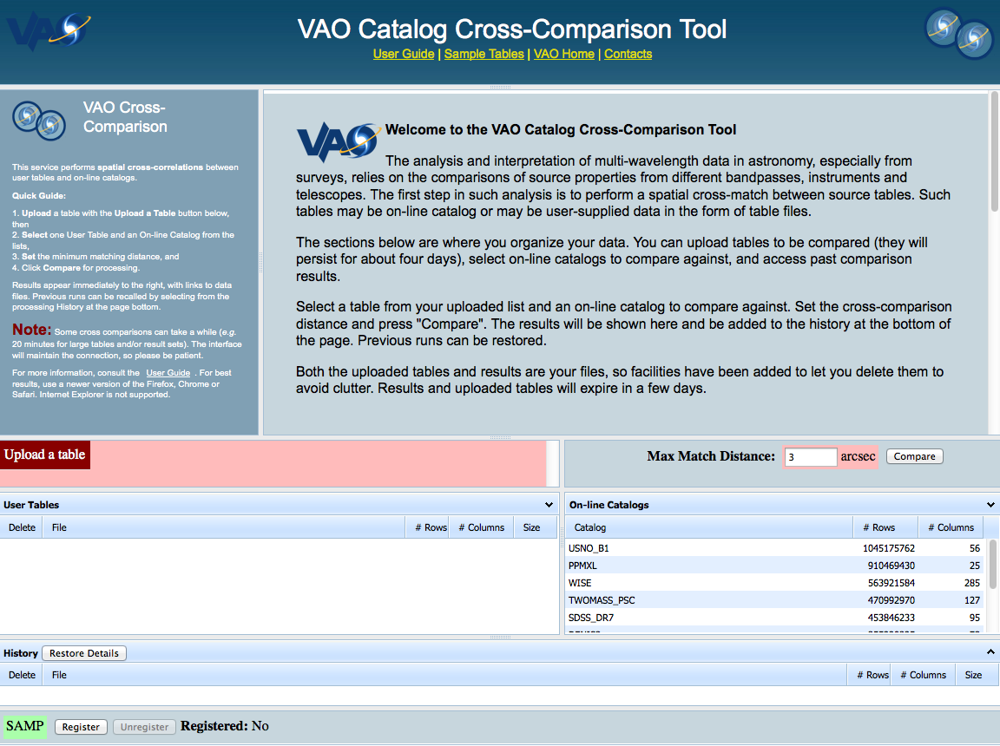 VAO
VAO Catalog Cross-Comparison Tool
User Guide | Sample Tables | VAO Home | Contacts
VAO Cross-
Comparison
This service performs spatial cross-correlations between
user tables and on-line catalogs.
Quick Guide:
1. Upload a table with the Upload a Table button below,
then
2. Select one User Table and an On-line Catalog from the
lists,
3. Set the minimum matching distance, and
4. Click Compare for processing.
Results appear immediately to the right, with links to data
files. Previous runs can be recalled by selecting from the
processing History at the page bottom.
Note: Some cross comparisons can take a while (e.g.
20 minutes for large tables and/or result sets). The interface
will maintain the connection, so please be patient.
For more information, consult the User Guide . For best
results, use a newer version of the Firefox, Chrome or
Safari. Internet Explorer is not supported.
VAO
Welcome to the VAO Catalog Cross-Comparison Tool
The analysis and interpretation of multi-wavelength data in astronomy, especially from
surveys, relies on the comparisons of source properties from different bandpasses, instruments and
telescopes. The first step in such analysis is to perform a spatial cross-match between source tables. Such
tables may be on-line catalog or may be user-supplied data in the form of table files.
The sections below are where you organize your data. You can upload tables to be compared (they will
persist for about four days), select on-line catalogs to compare against, and access past comparison
results.
Select a table from your uploaded list and an on-line catalog to compare against. Set the cross-comparison
distance and press "Compare". The results will be shown here and be added to the history at the bottom of
the page. Previous runs can be restored.
Both the uploaded tables and results are your files, so facilities have been added to let you delete them to
avoid clutter. Results and uploaded tables will expire in a few days.
Upload a table
Max Match Distance: 3 arcsec Compare
User Tables
Delete File # Rows # Columns Size
On-line Catalogs
Catalog # Rows # Columns
USNO_B1 1045175762 56
PPMXL 910469430 25
WISE 563921584 285
TWOMASS_PSC 470992970 127
SDSS_DR7 453846233 95
History Restore Details
Delete File # Rows # Columns Size
SAMP Register Unregister Registered: No